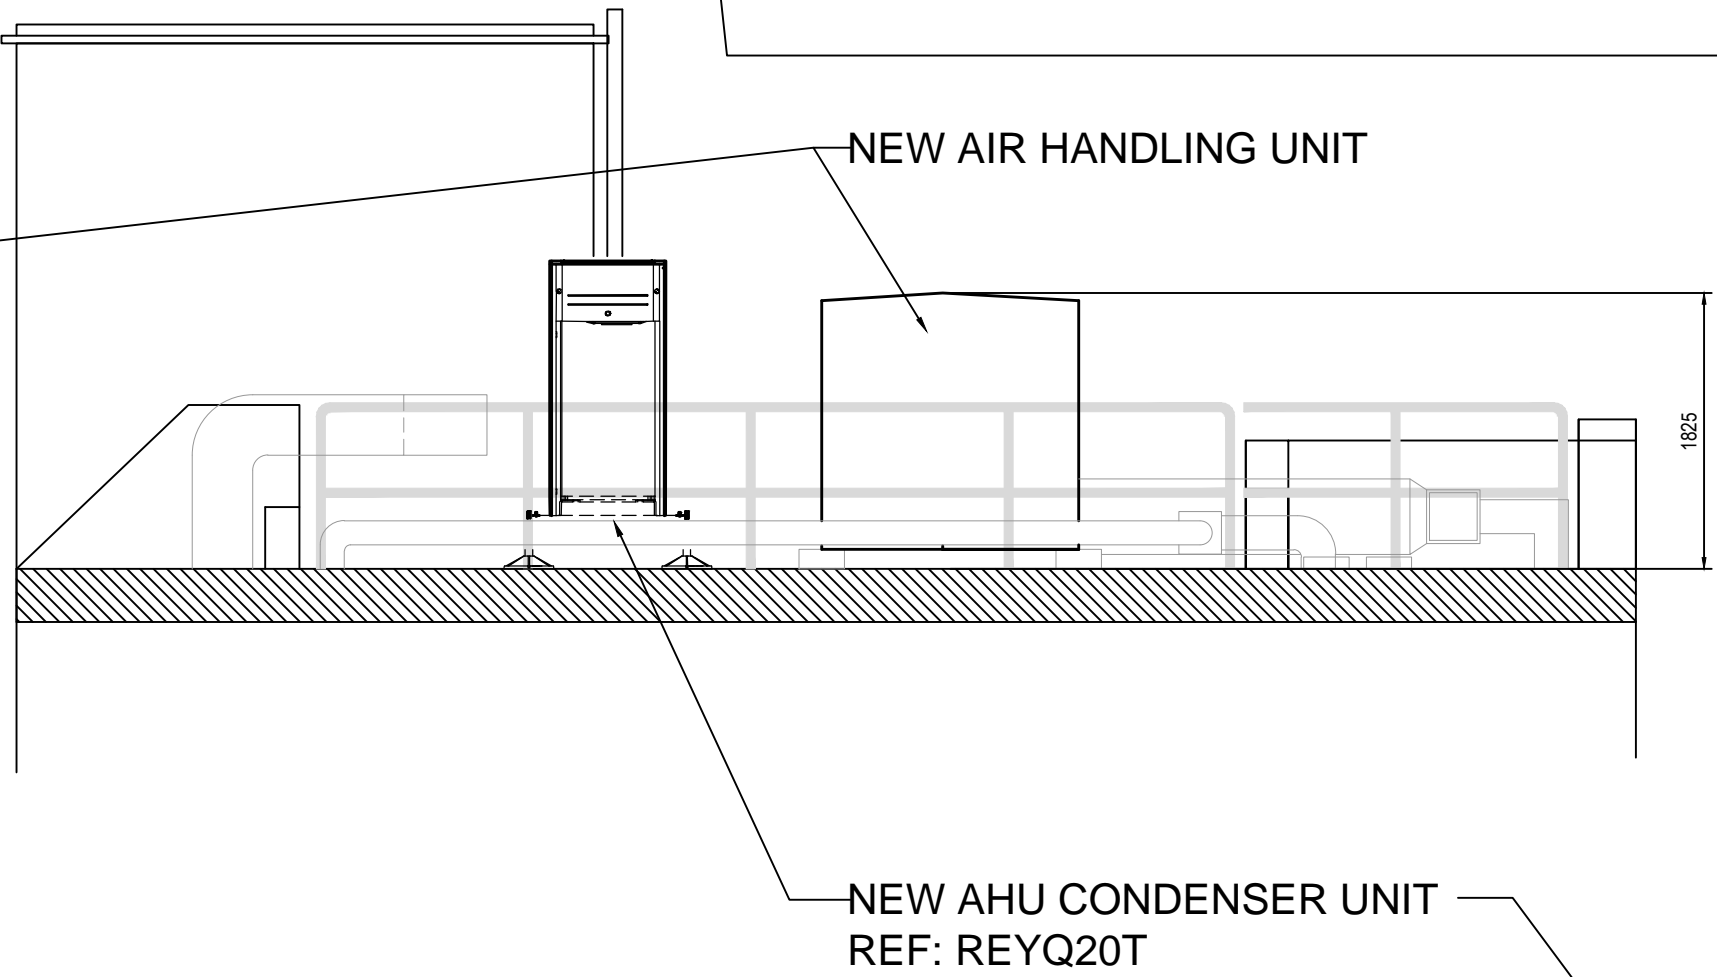 NEW AIR HANDLING UNIT
1825
NEW AHU CONDENSER UNIT
REF: REYQ20T